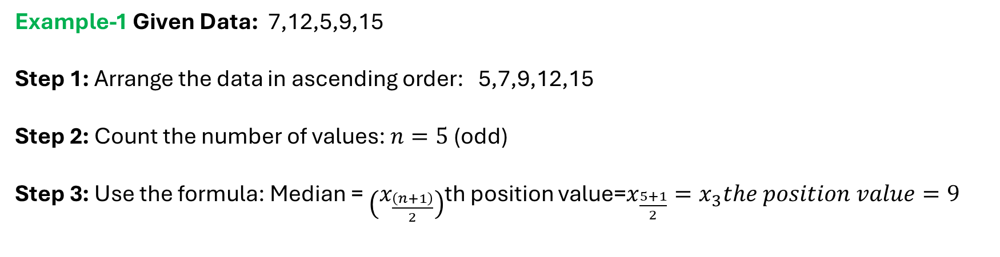 Example-1 Given Data: 7,12,5,9,15
Step 1: Arrange the data in ascending order: 5,7,9,12,15
Step 2: Count the number of values: n = 5 (odd)
Step 3: Use the formula: Median = (x_{\frac{(n+1)}{2}})th position value=x_{\frac{5+1}{2}} = x_3 the position value = 9